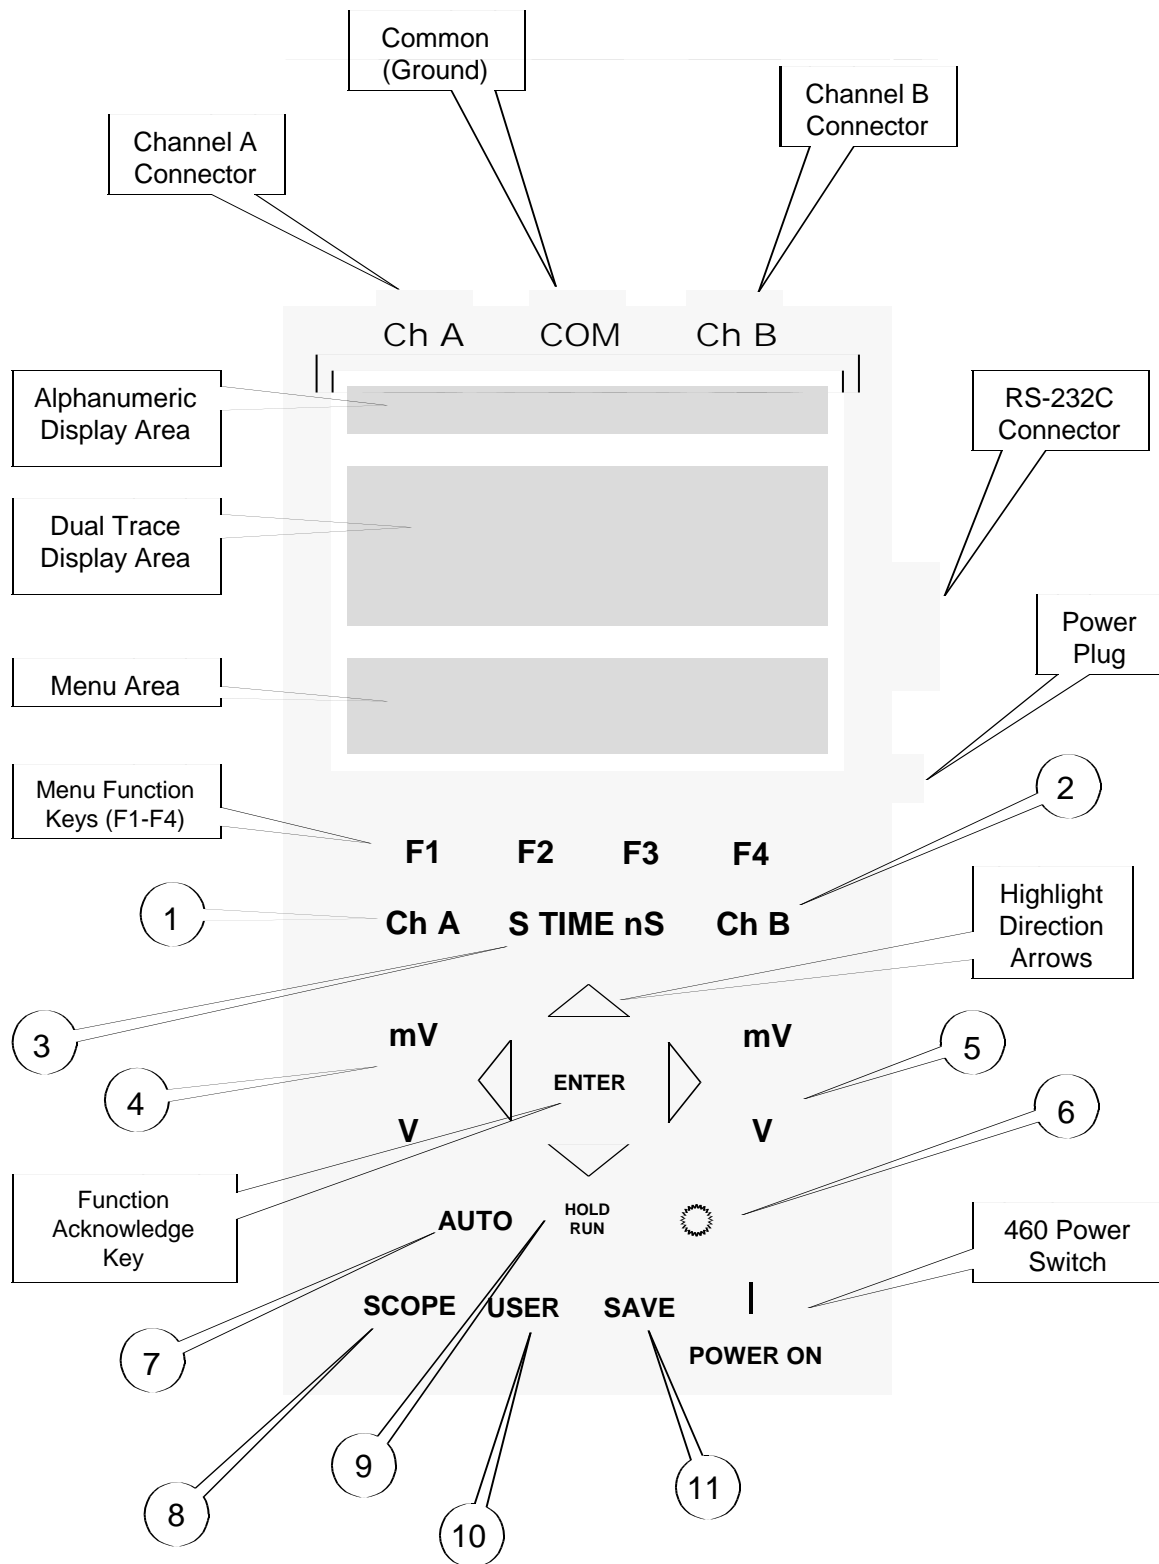 Common
(Ground)
Channel B
Connector
Channel A
Connector
Ch A
COM
Ch B
Alphanumeric
Display Area
RS-232C
Connector
Dual Trace
Display Area
Power
Plug
Menu Area
Menu Function
Keys (F1-F4)
2
F1
F2
F3
F4
1
Ch A
S TIME nS
Ch B
Highlight
Direction
Arrows
3
mV
mV
5
4
ENTER
6
V
V
Function
Acknowledge
Key
AUTO
HOLD
RUN
460 Power
Switch
SCOPE
USER
SAVE
I
POWER ON
7
9
11
8
10